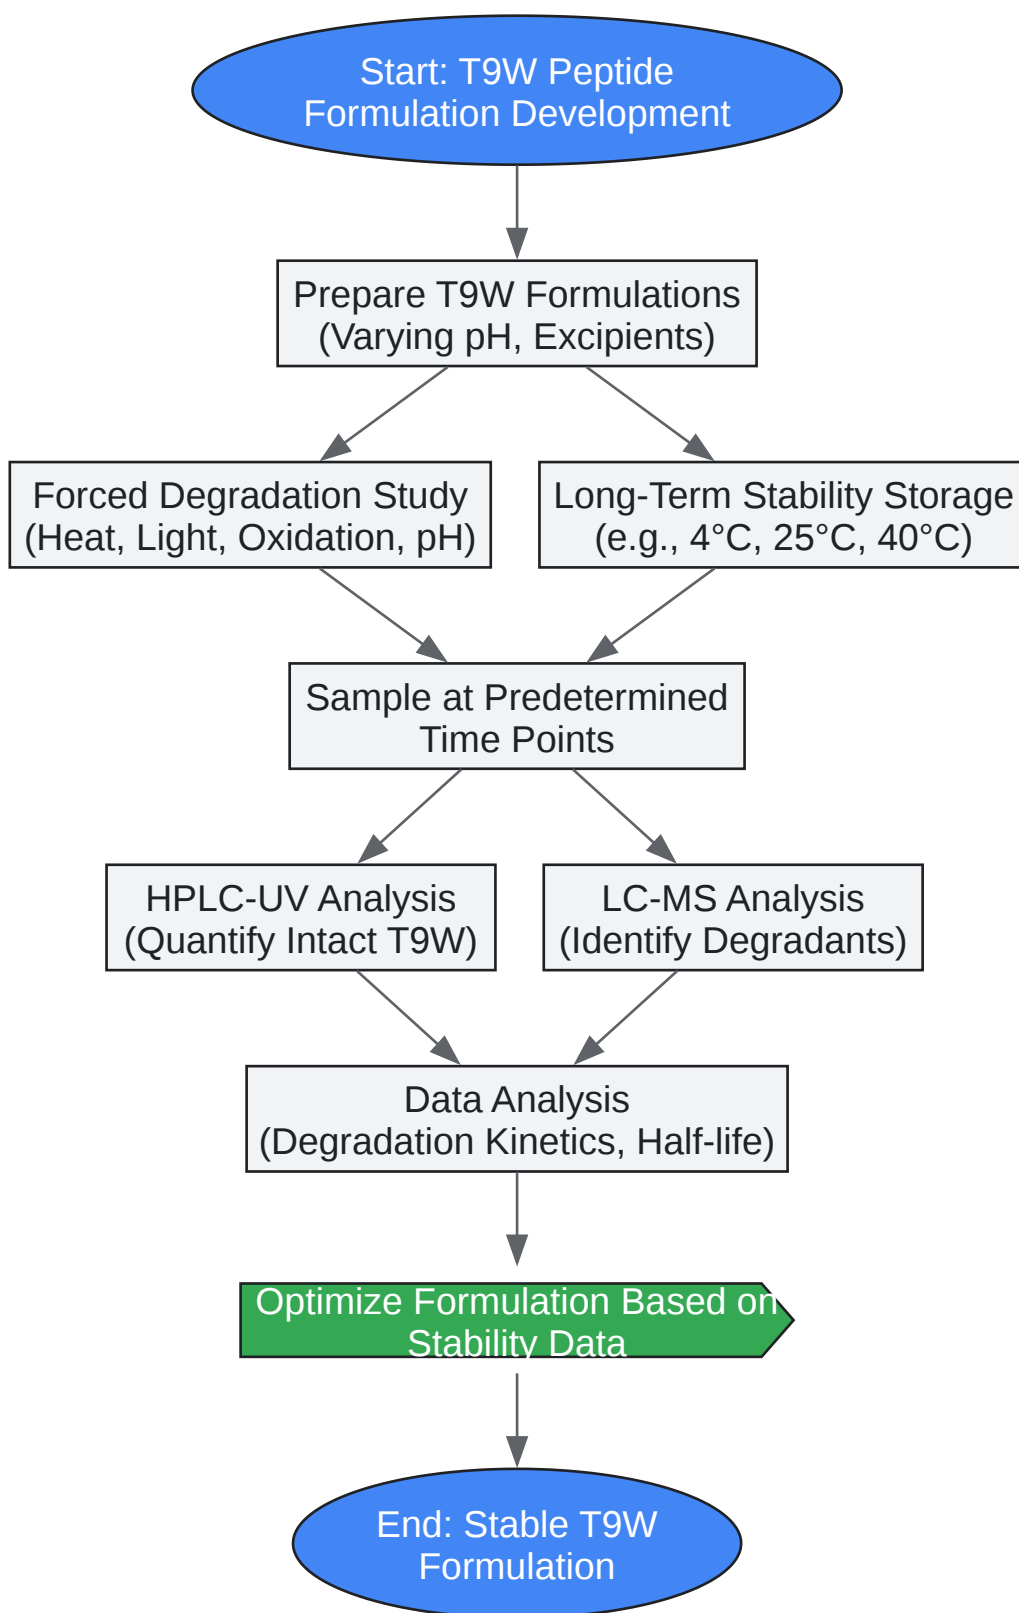 Start: T9W Peptide
Formulation Development
Prepare T9W Formulations
(Varying pH, Excipients)
Forced Degradation Study
(Heat, Light, Oxidation, pH)
Long-Term Stability Storage
(e.g., 4°C, 25°C, 40°C)
Sample at Predetermined
Time Points
HPLC-UV Analysis
(Quantify Intact T9W)
LC-MS Analysis
(Identify Degradants)
Data Analysis
(Degradation Kinetics, Half-life)
Optimize Formulation Based on
Stability Data
End: Stable T9W
Formulation